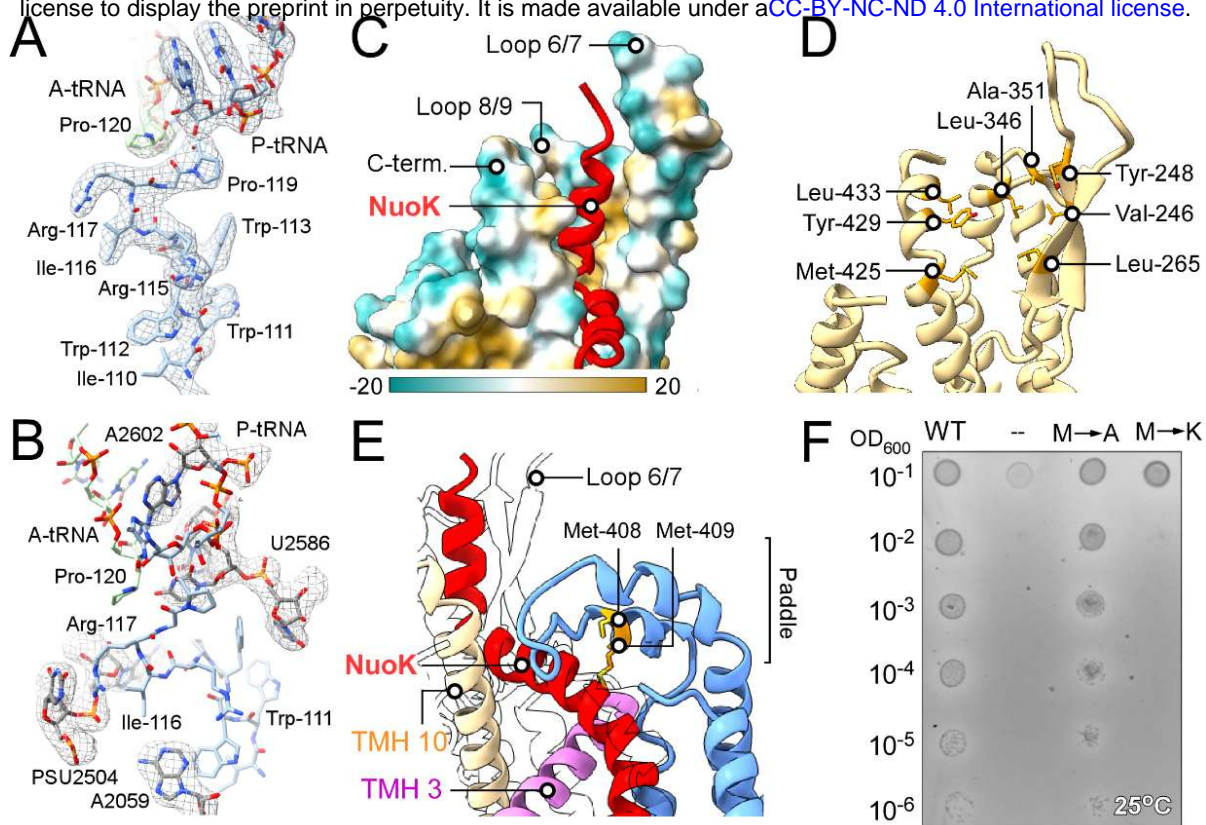 license to display the preprint in perpetuity. It is made available under aCC-BY-NC-ND 4.0 International license.
A
A-tRNA
Pro-120
P-tRNA
Pro-119
Arg-117
Trp-113
Ile-116
Arg-115
Trp-111
Trp-112
Ile-110
C
Loop 6/7
Loop 8/9
C-term.
NuoK
-20
20
D
Ala-351
Leu-346
Leu-433
Tyr-248
Tyr-429
Val-246
Met-425
Leu-265
B
A2602
P-tRNA
A-tRNA
U2586
Pro-120
Arg-117
Ile-116
Trp-111
PSU2504
A2059
E
Loop 6/7
Met-408
Met-409
Paddle
NuoK
TMH 10
TMH 3
F
OD600 WT -- M→A M→K
10-1
10-2
10-3
10-4
10-5
10-6
25°C